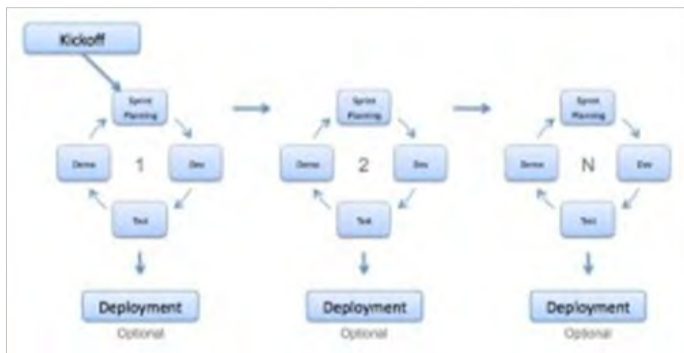 Kickoff
Sprint
Planning
Sprint
Planning
Sprint
Planning
Demo
1
Dev
Demo
2
Dev
Demo
N
Dev
Test
Test
Test
Deployment
Deployment
Deployment
Optional
Optional
Optional